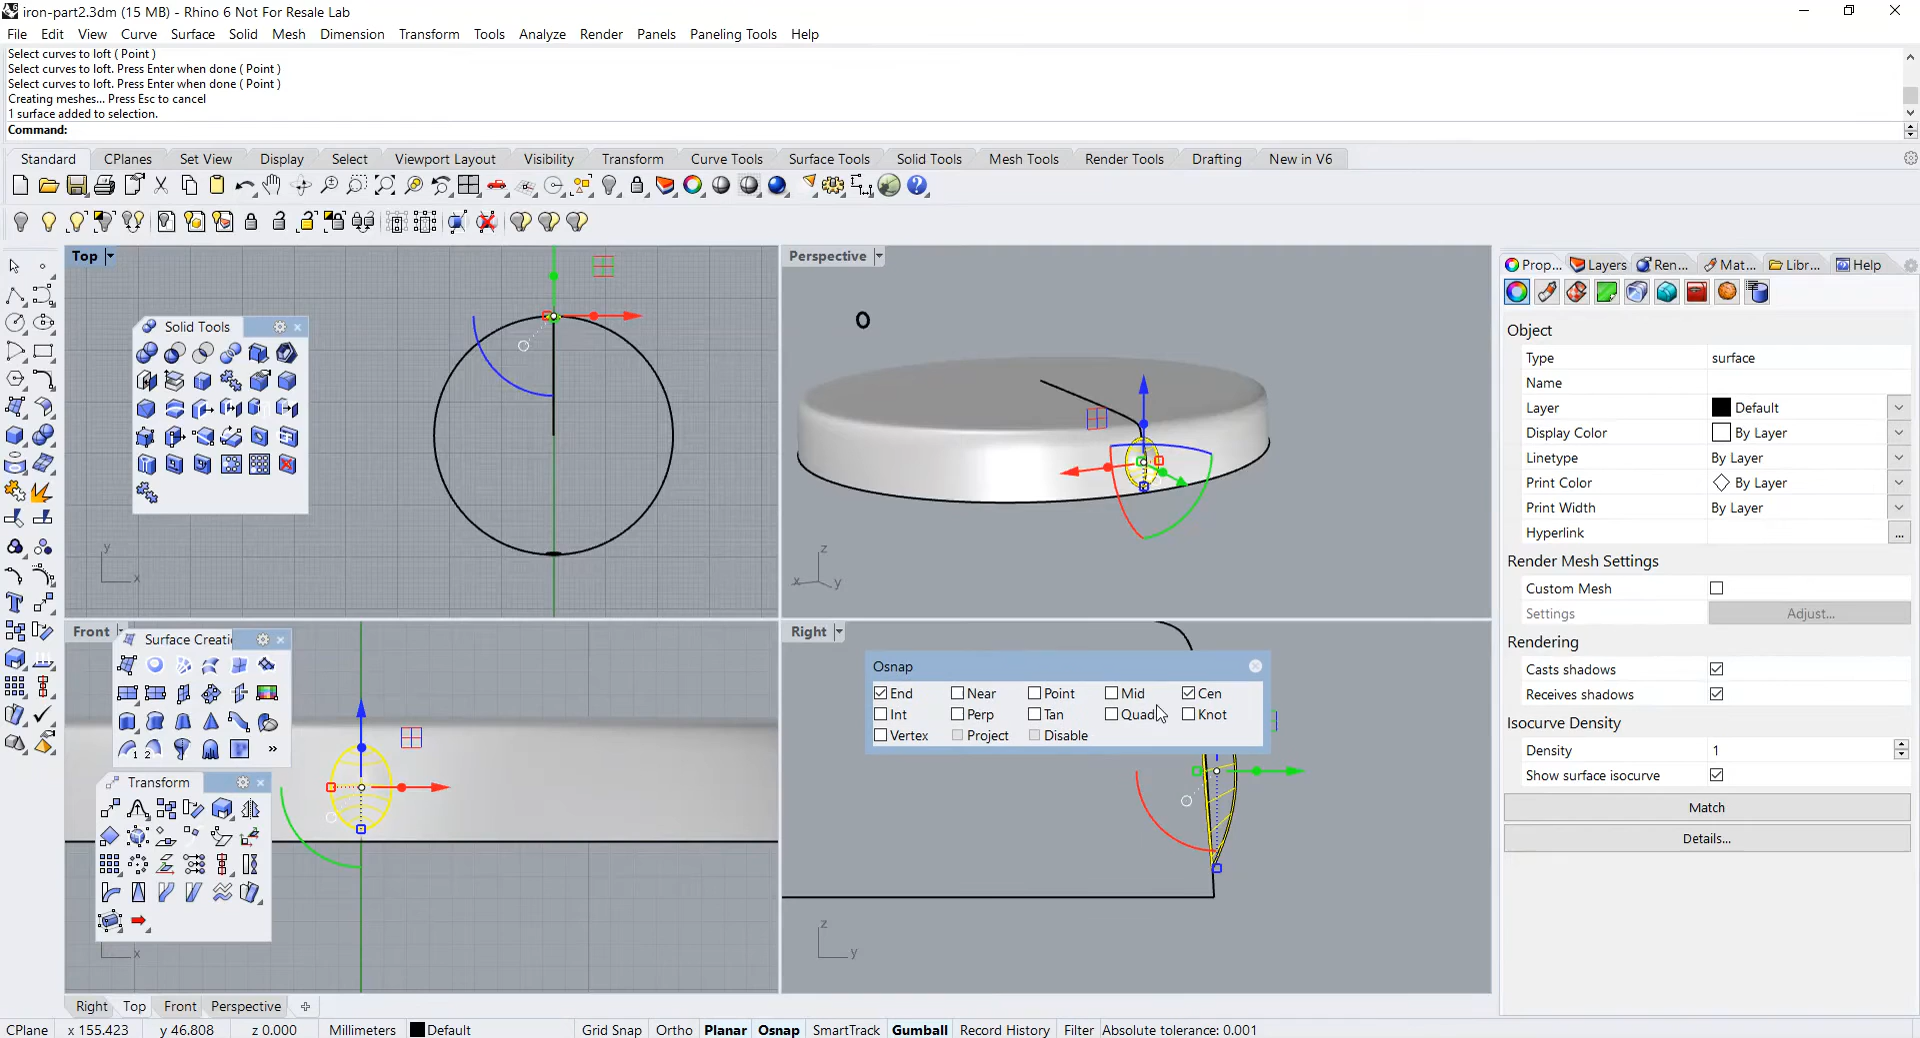 iron-part2.3dm (15 MB) - Rhino 6 Not For Resale Lab
File Edit View Curve Surface Solid Mesh Dimension Transform Tools Analyze Render Panels Paneling Tools Help
Select curves to loft ( Point )
Select curves to loft. Press Enter when done ( Point )
Select curves to loft. Press Enter when done ( Point )
Creating meshes... Press Esc to cancel
1 surface added to selection.
Command:
Standard CPlanes Set View Display Select Viewport Layout Visibility Transform Curve Tools Surface Tools Solid Tools Mesh Tools Render Tools Drafting New in V6
Top
Solid Tools
y
x
Perspective
z
x y
Front
Surface Creati
1 2
»
Transform
x
Right
Osnap
End Near Point Mid Cen
Int Perp Tan Quad Knot
Vertex Project Disable
z
y
Prop... Layers Ren... Mat... Libr... Help
Object
Type surface
Name
Layer Default
Display Color By Layer
Linetype By Layer
Print Color By Layer
Print Width By Layer
Hyperlink ...
Render Mesh Settings
Custom Mesh
Settings Adjust...
Rendering
Casts shadows
Receives shadows
Isocurve Density
Density 1
Show surface isocurve
Match
Details...
Right Top Front Perspective
CPlane x 155.423 y 46.808 z 0.000 Millimeters Default Grid Snap Ortho Planar Osnap SmartTrack Gumball Record History Filter Absolute tolerance: 0.001